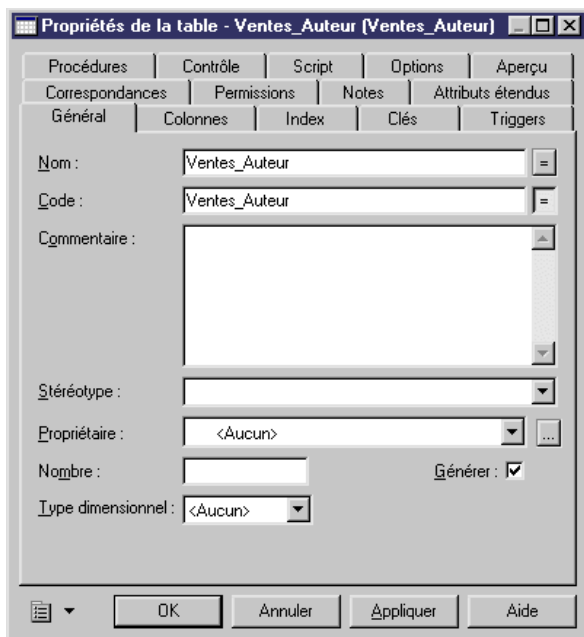 Propriétés de la table - Ventes_Auteur (Ventes_Auteur)
Procédures Contrôle Script Options Aperçu
Correspondances Permissions Notes Attributs étendus
Général Colonnes Index Clés Triggers
Nom : Ventes_Auteur =
Code : Ventes_Auteur =
Commentaire :
Stéréotype :
Propriétaire : <Aucun> ...
Nombre : Générer :
Type dimensionnel : <Aucun>
OK Annuler Appliquer Aide